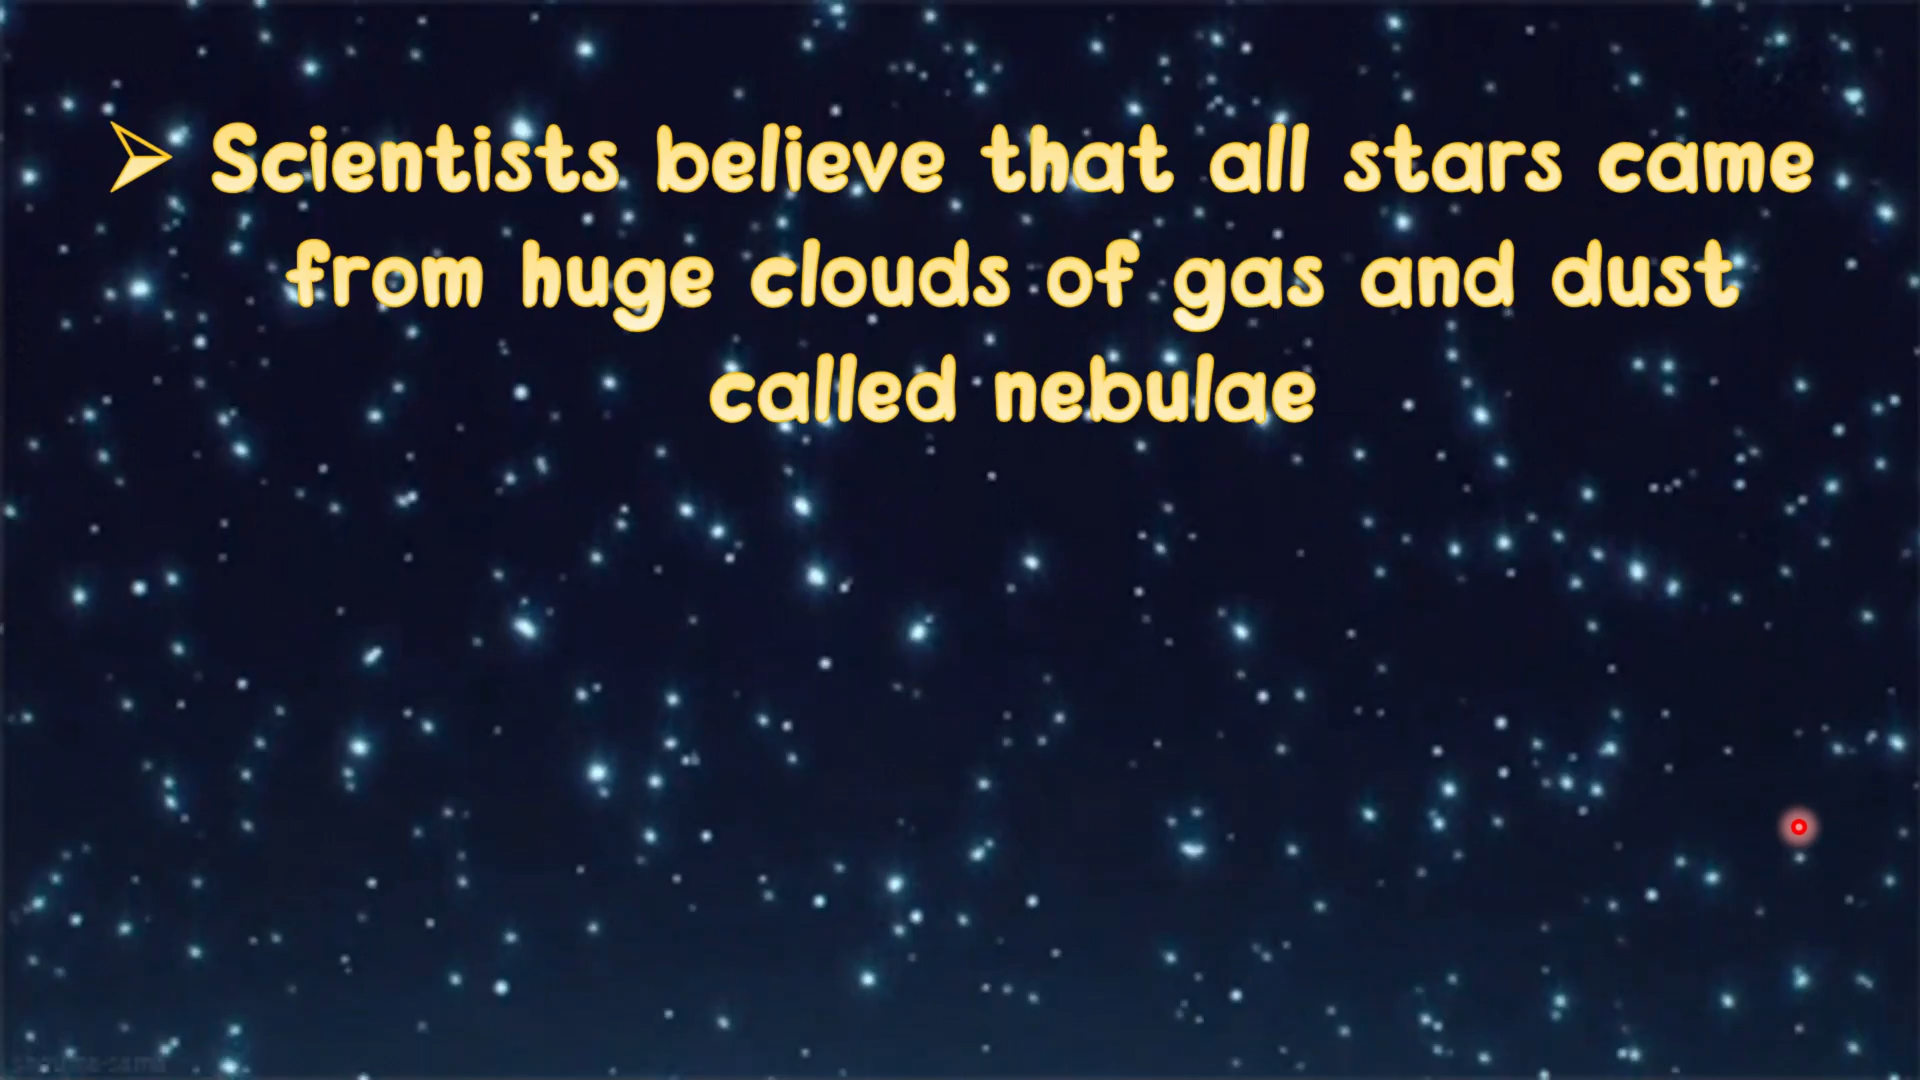 ➢ Scientists believe that all stars came
from huge clouds of gas and dust
called nebulae